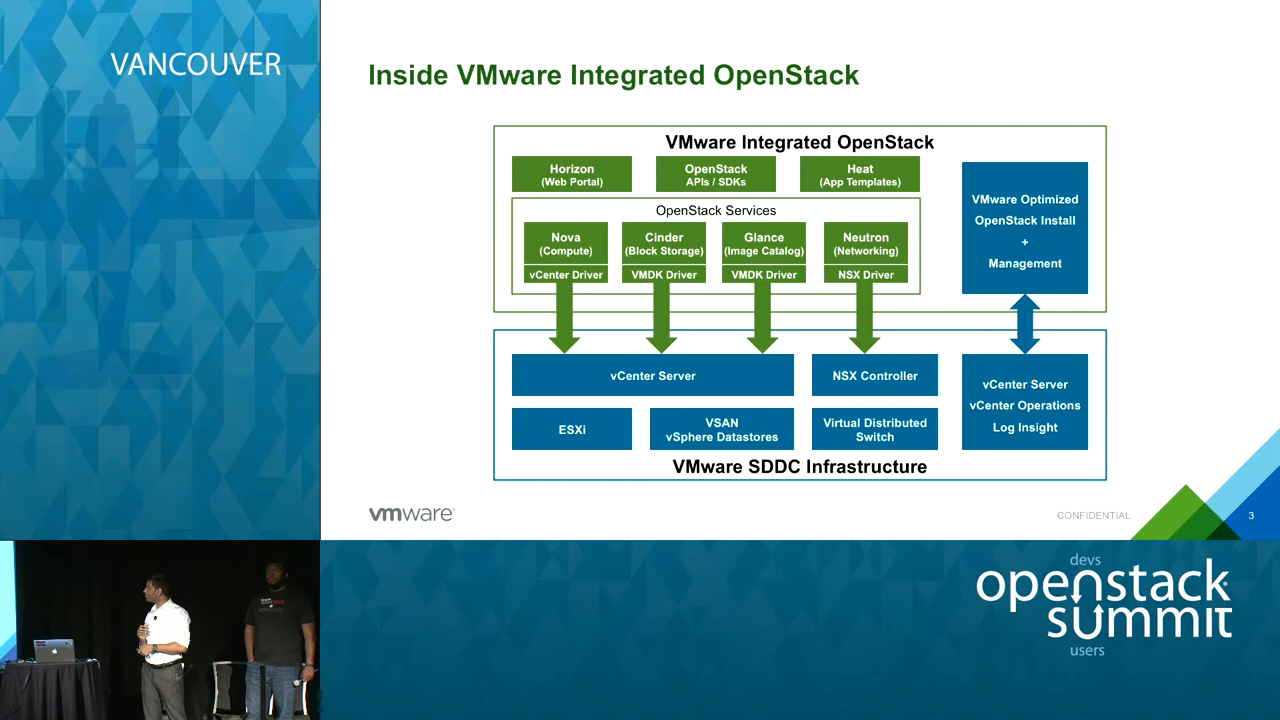 VANCOUVER
Inside VMware Integrated OpenStack
VMware Integrated OpenStack
Horizon
(Web Portal)
OpenStack
APIs / SDKs
Heat
(App Templates)
VMware Optimized
OpenStack Install
+
Management
OpenStack Services
Nova
(Compute)
vCenter Driver
Cinder
(Block Storage)
VMDK Driver
Glance
(Image Catalog)
VMDK Driver
Neutron
(Networking)
NSX Driver
vCenter Server
NSX Controller
vCenter Server
vCenter Operations
Log Insight
ESXi
VSAN
vSphere Datastores
Virtual Distributed
Switch
VMware SDDC Infrastructure
vmware
CONFIDENTIAL
3
devs
openstack
summit
users